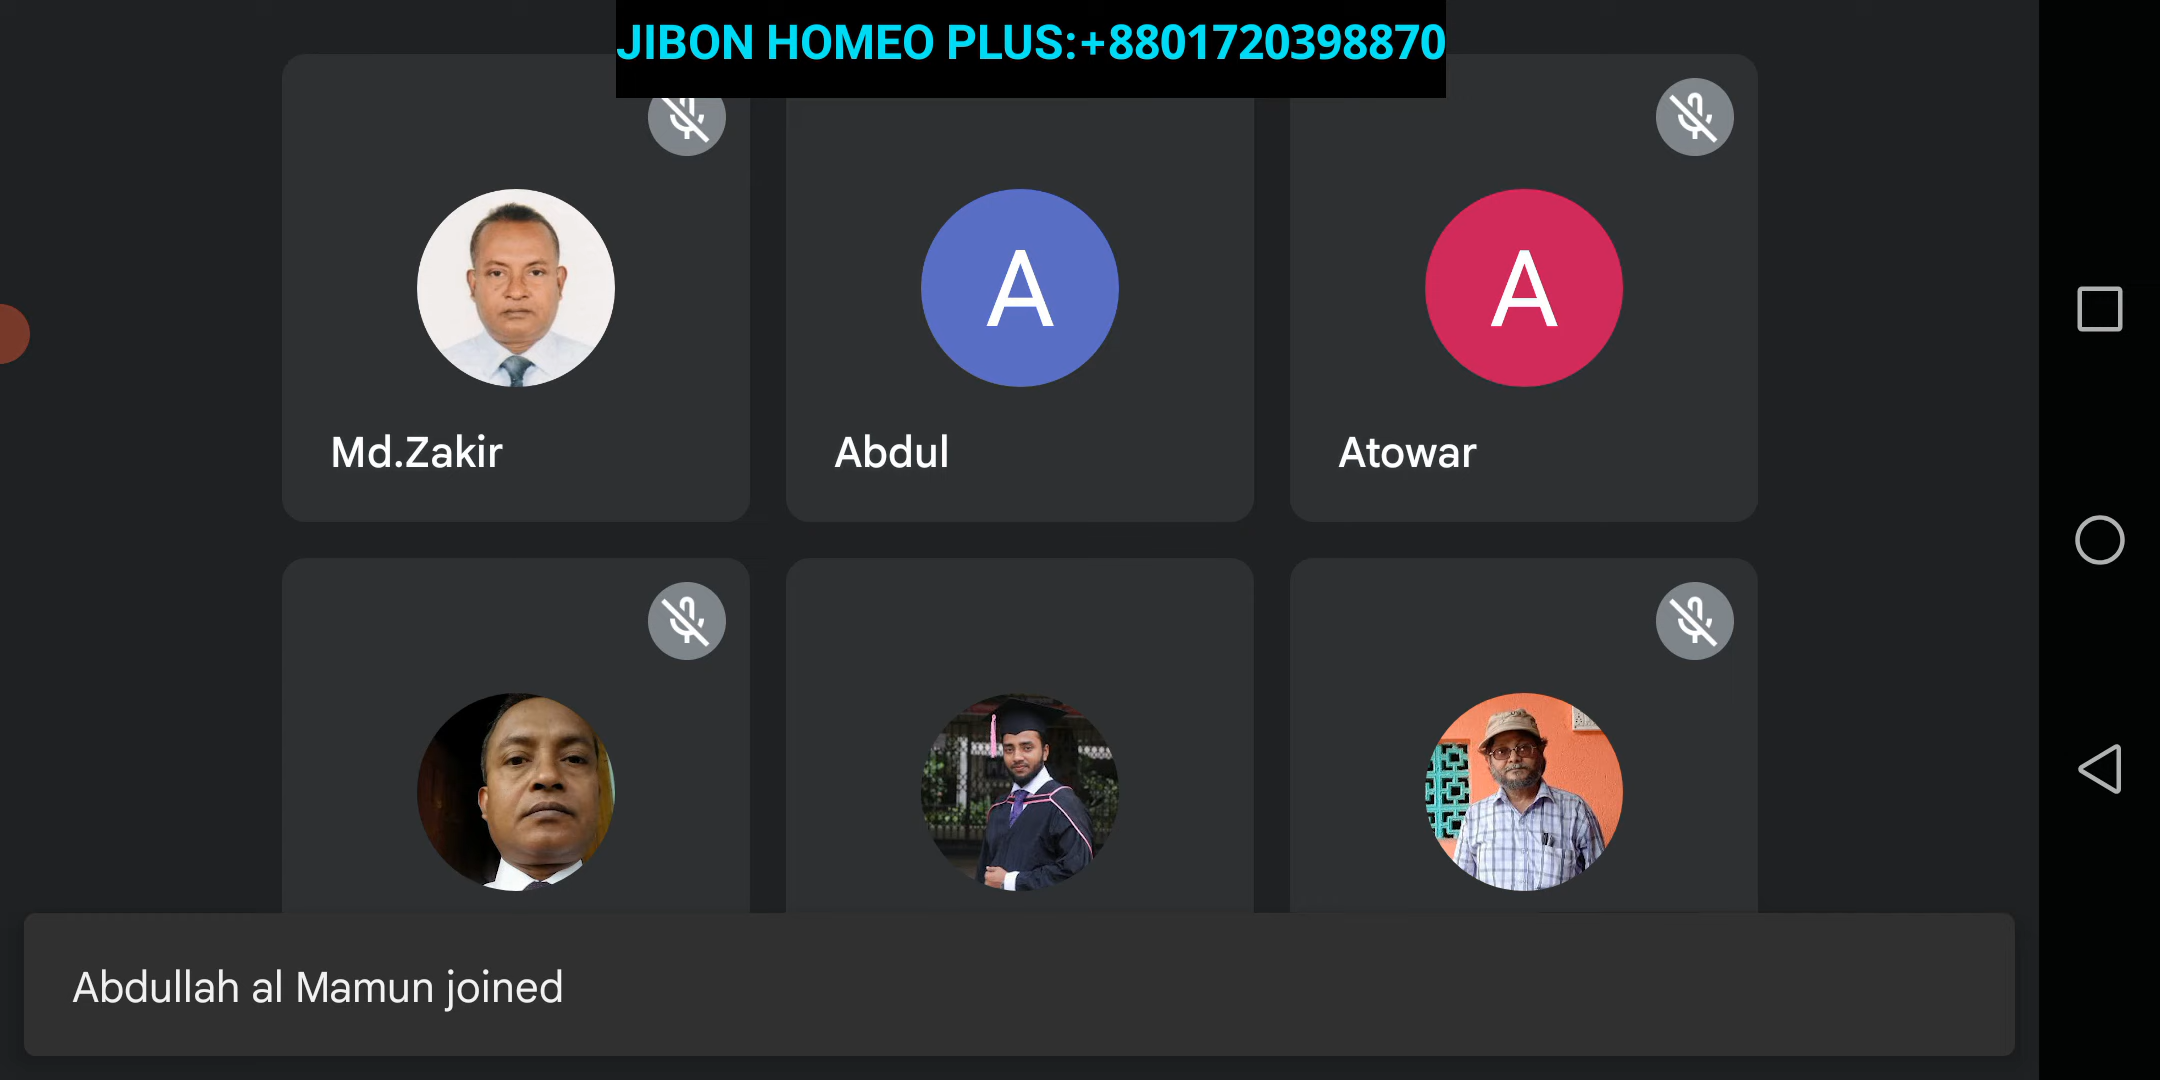 JIBON HOMEO PLUS:+8801720398870
A
A
Md.Zakir
Abdul
Atowar
Abdullah al Mamun joined